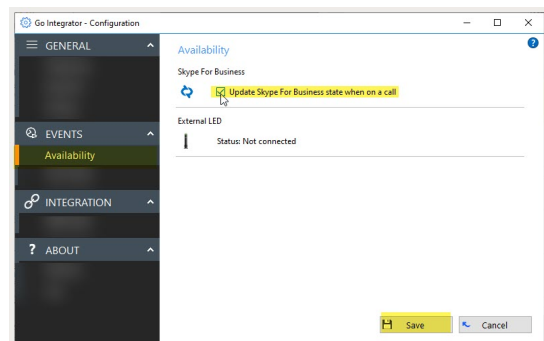 Go Integrator - Configuration
GENERAL
EVENTS
Availability
INTEGRATION
? ABOUT
Availability
?
Skype For Business
Update Skype For Business state when on a call
External LED
Status: Not connected
Save
Cancel